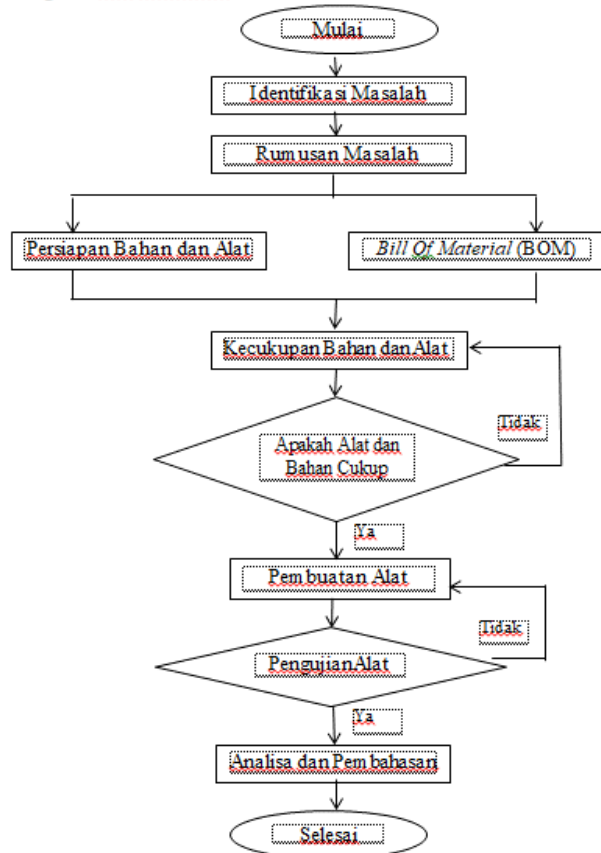 Mulai
Identifikasi Masalah
Rumusan Masalah
Persiapan Bahan dan Alat
Bill Of Material (BOM)
Kecukupan Bahan dan Alat
Tidak
Apakah Alat dan
Bahan Cukup
Ya
Pembuatan Alat
Tidak
Pengujian Alat
Ya
Analisa dan Pembahasan
Selesai